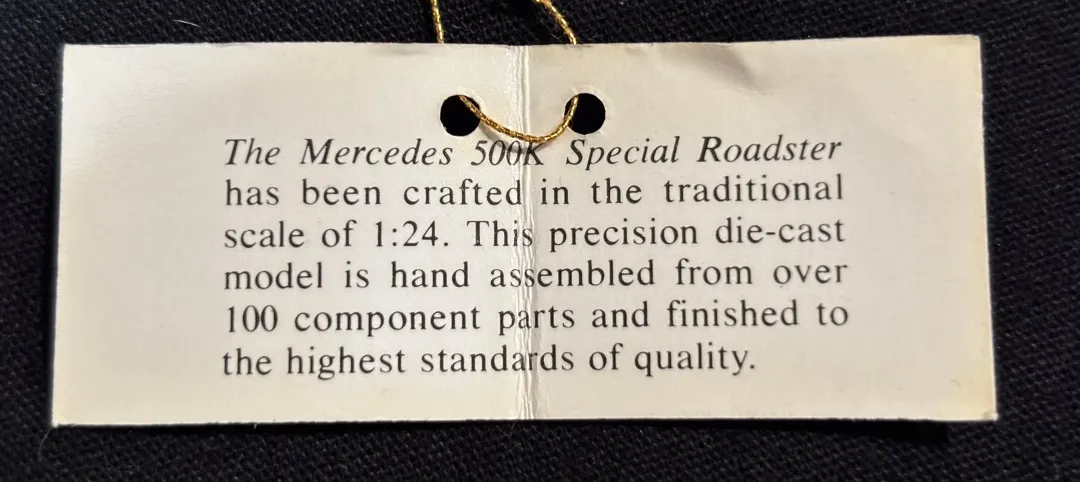 The Mercedes 500K Special Roadster
has been crafted in the traditional
scale of 1:24. This precision die-cast
model is hand assembled from over
100 component parts and finished to
the highest standards of quality.